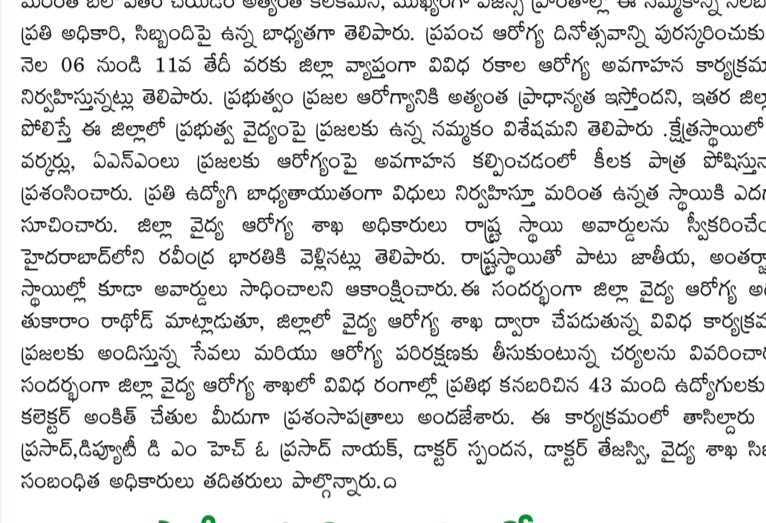 ప్రతి అధికారి, సిబ్బందిపై ఉన్న బాధ్యతగా తెలిపారు. ప్రపంచ ఆరోగ్య దినోత్సవాన్ని పురస్కరించుకు
నెల 06 నుండి 11వ తేదీ వరకు జిల్లా వ్యాప్తంగా వివిధ రకాల ఆరోగ్య అవగాహన కార్యక్రమ
నిర్వహిస్తున్నట్లు తెలిపారు. ప్రభుత్వం ప్రజల ఆరోగ్యానికి అత్యంత ప్రాధాన్యత ఇస్తోందని, ఇతర జిల్ల
పోలిస్తే ఈ జిల్లాలో ప్రభుత్వ వైద్యంపై ప్రజలకు ఉన్న నమ్మకం విశేషమని తెలిపారు .క్షేత్రస్థాయిలో
వర్కర్లు, ఏఎన్ఎంలు ప్రజలకు ఆరోగ్యంపై అవగాహన కల్పించడంలో కీలక పాత్ర పోషిస్తున
ప్రశంసించారు. ప్రతి ఉద్యోగి బాధ్యతాయుతంగా విధులు నిర్వహిస్తూ మరింత ఉన్నత స్థాయికి ఎదగ
సూచించారు. జిల్లా వైద్య ఆరోగ్య శాఖ అధికారులు రాష్ట్ర స్థాయి అవార్డులను స్వీకరించేం
హైదరాబాద్‌లోని రవీంద్ర భారతికి వెళ్లినట్లు తెలిపారు. రాష్ట్రస్థాయితో పాటు జాతీయ, అంతర్జా
స్థాయిల్లో కూడా అవార్డులు సాధించాలని ఆకాంక్షించారు.ఈ సందర్భంగా జిల్లా వైద్య ఆరోగ్య అ
తుకారాం రాథోడ్ మాట్లాడుతూ, జిల్లాలో వైద్య ఆరోగ్య శాఖ ద్వారా చేపడుతున్న వివిధ కార్యక్రమ
ప్రజలకు అందిస్తున్న సేవలు మరియు ఆరోగ్య పరిరక్షణకు తీసుకుంటున్న చర్యలను వివరించా
సందర్భంగా జిల్లా వైద్య ఆరోగ్య శాఖలో వివిధ రంగాల్లో ప్రతిభ కనబరిచిన 43 మంది ఉద్యోగులకు
కలెక్టర్ అంకిత్ చేతుల మీదుగా ప్రశంసాపత్రాలు అందజేశారు. ఈ కార్యక్రమంలో తాసిల్దారు
ప్రసాద్,డిప్యూటీ డి ఎం హెచ్ ఓ ప్రసాద్ నాయక్, డాక్టర్ స్పందన, డాక్టర్ తేజస్వి, వైద్య శాఖ సి
సంబంధిత అధికారులు తదితరులు పాల్గొన్నారు.ద